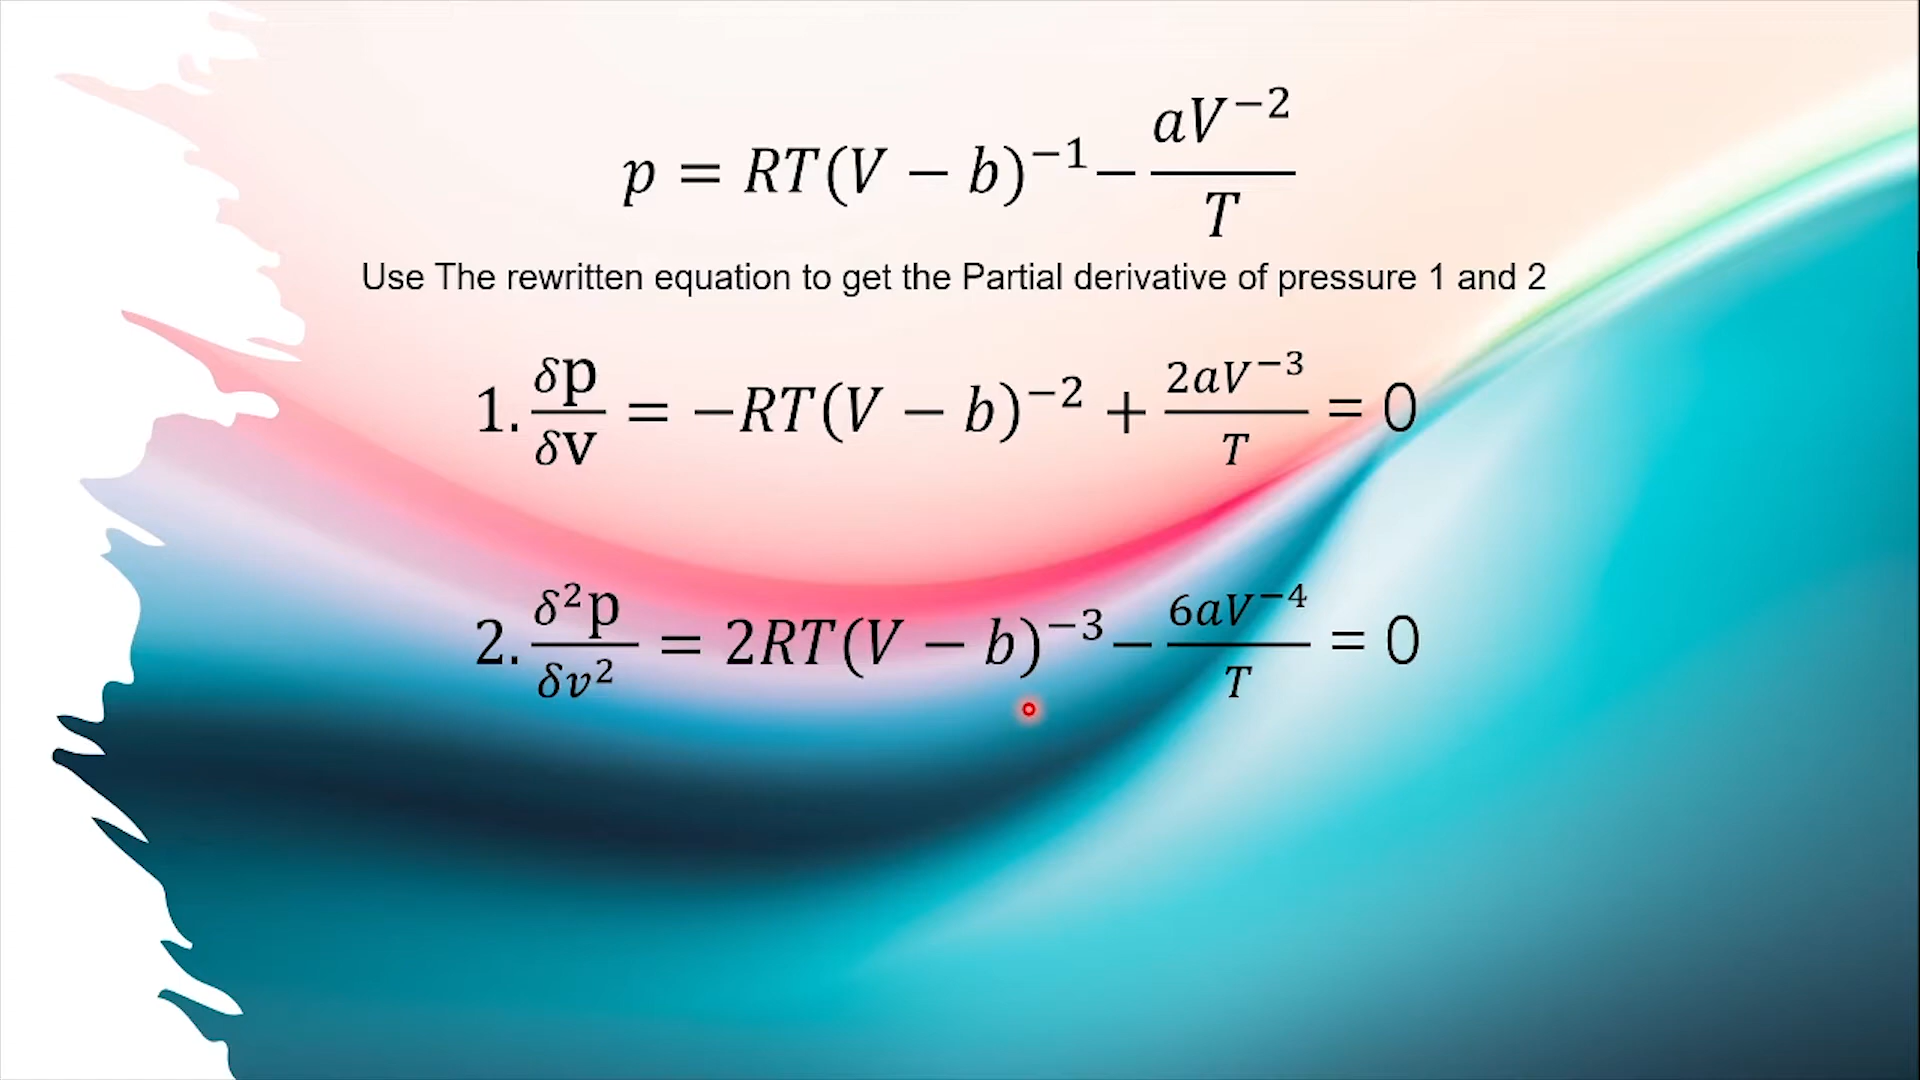 p = RT(V − b)⁻¹ − aV⁻²/T
Use The rewritten equation to get the Partial derivative of pressure 1 and 2
1. δp/δv = −RT(V − b)⁻² + 2aV⁻³/T = 0
2. δ²p/δv² = 2RT(V − b)⁻³ − 6aV⁻⁴/T = 0